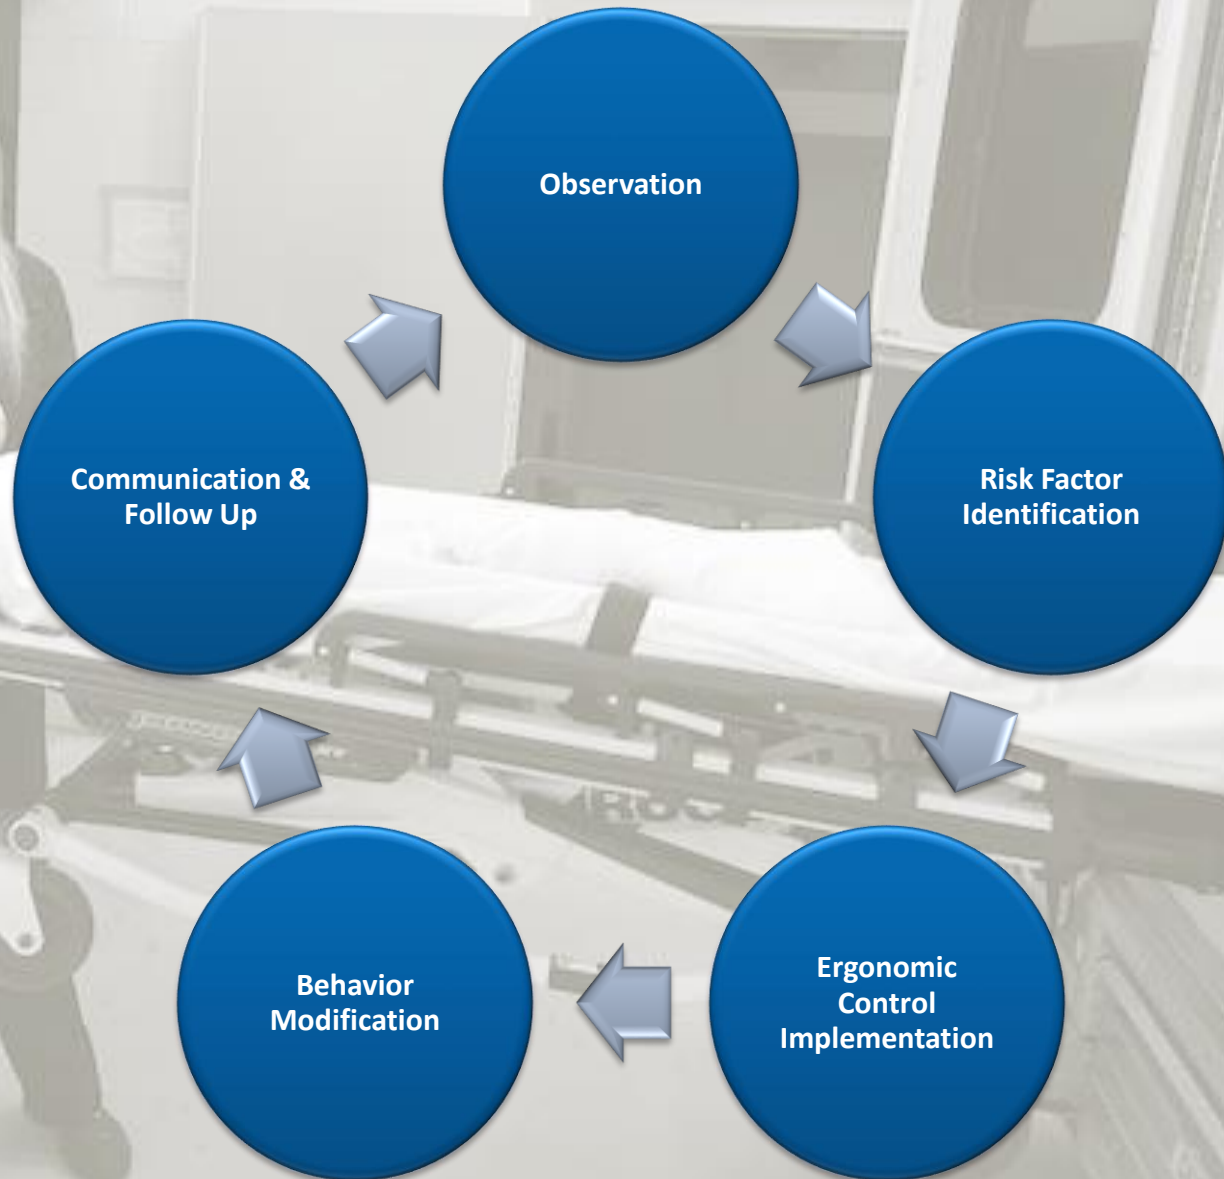 Observation
Risk Factor
Identification
Ergonomic
Control
Implementation
Behavior
Modification
Communication &
Follow Up